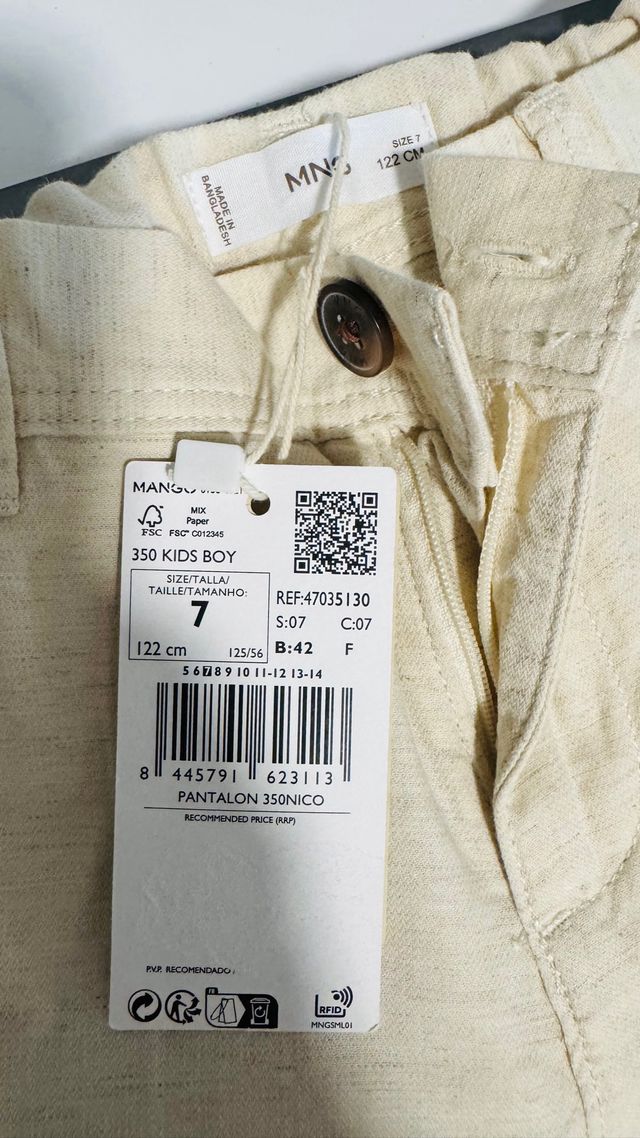 MNG
SIZE 7
122 CM
MADE IN
BANGLADESH
MANGO
MIX
Paper
FSC
FSC™ C012345
350 KIDS BOY
SIZE/TALLA/
TAILLE/TAMANHO:
7
122 cm 125/56
REF:47035130
S:07 C:07
B:42 F
5 6 7 8 9 10 11-12 13-14
8 445791 623113
PANTALON 350NICO
RECOMMENDED PRICE (RRP)
P.V.P. RECOMENDADO
FR
RFID
MNGSML01